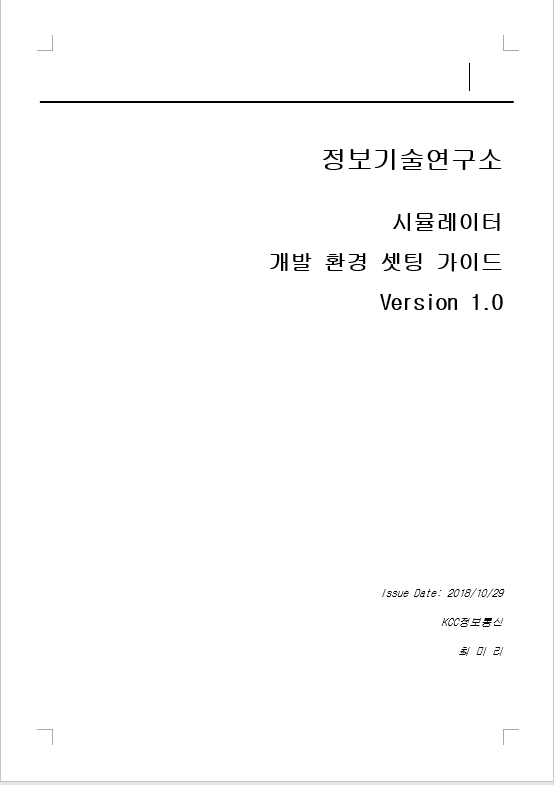 정보기술연구소
시뮬레이터
개발 환경 셋팅 가이드
Version 1.0
Issue Date: 2018/10/29
KCC정보통신
최 미 리